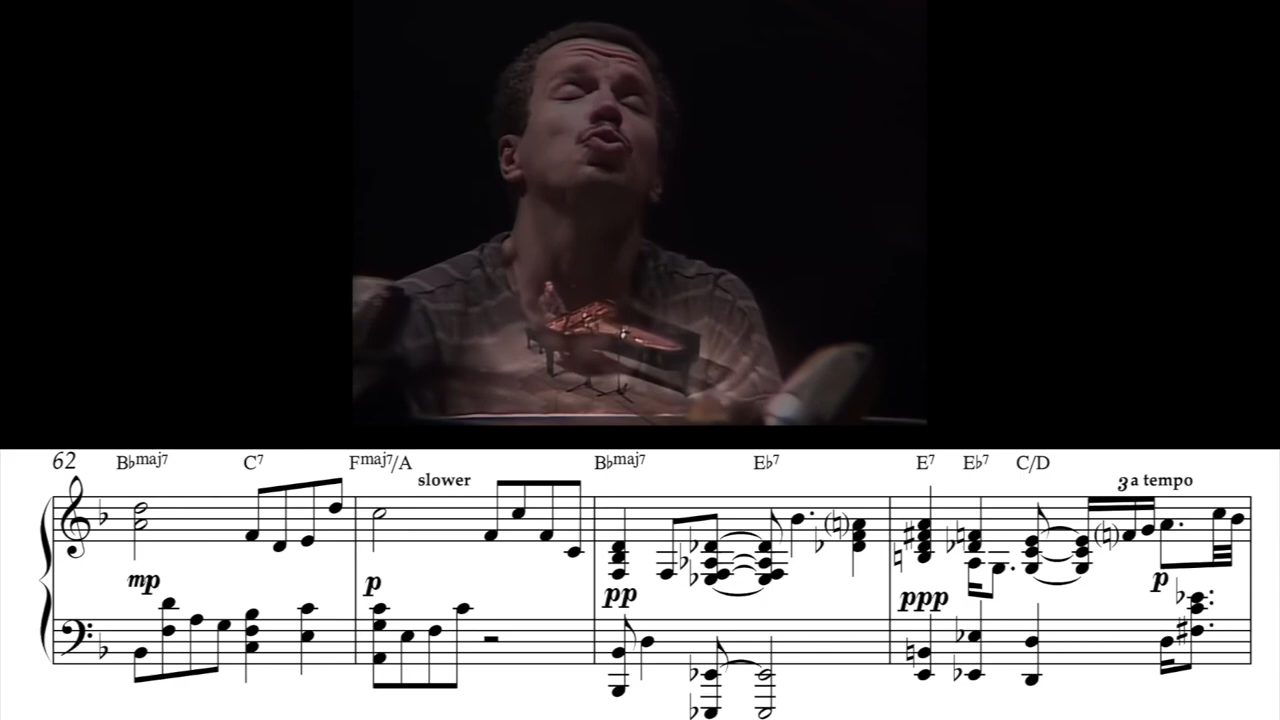 62 B♭maj7 C7 Fmaj7/A B♭maj7 E♭7 E7 E♭7 C/D
slower 3 a tempo
mp p pp ppp p